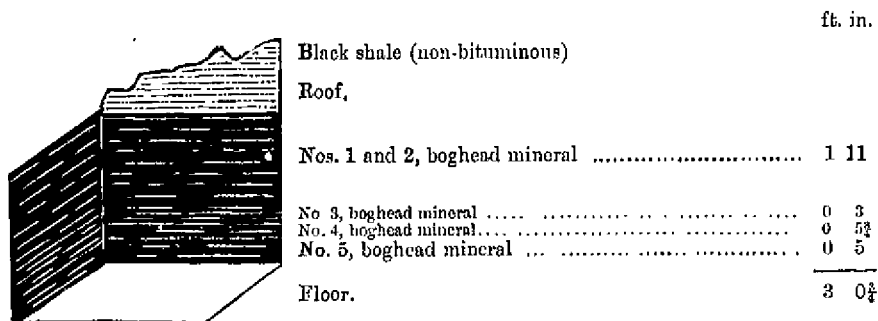 ft. in.
Black shale (non-bituminous)
Roof.
Nos. 1 and 2, boghead mineral ................................ 1 11
No 3, boghead mineral ................................ 0 3
No. 4, boghead mineral ................................ 0 5¾
No. 5, boghead mineral ................................ 0 5
Floor. 3 0¾